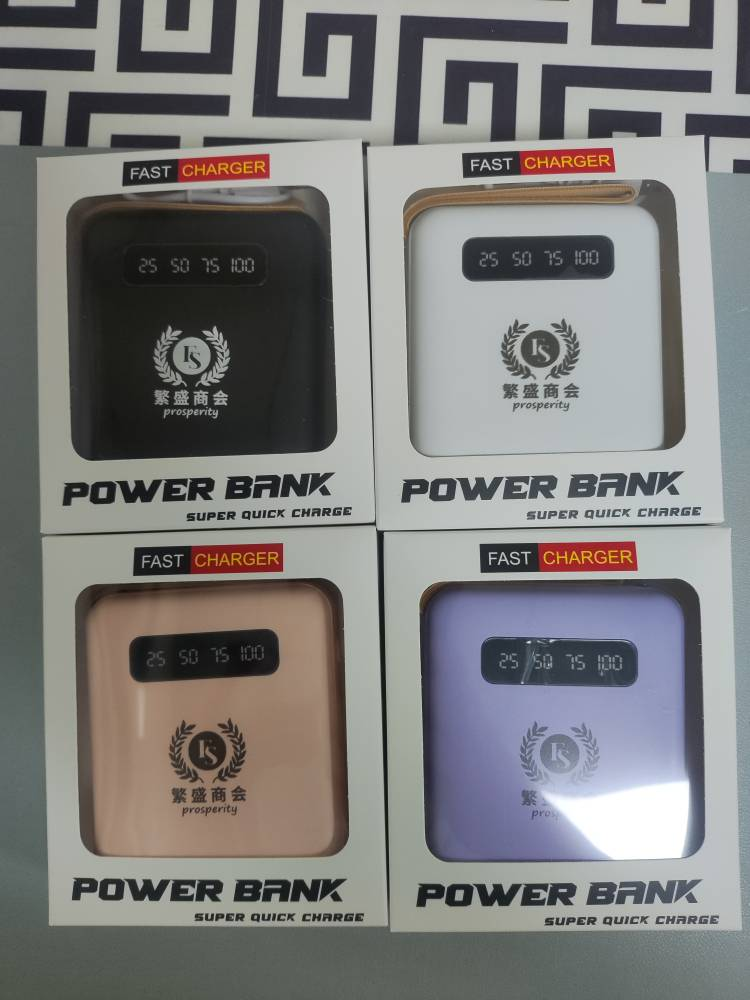 FAST CHARGER
25 50 75 100
FS
繁盛商会
prosperity
POWER BANK
SUPER QUICK CHARGE
FAST CHARGER
25 50 75 100
FS
繁盛商会
prosperity
POWER BANK
SUPER QUICK CHARGE
FAST CHARGER
25 50 75 100
FS
繁盛商会
prosperity
POWER BANK
SUPER QUICK CHARGE
FAST CHARGER
25 50 75 100
FS
繁盛
prosp
POWER BANK
SUPER QUICK CHARGE